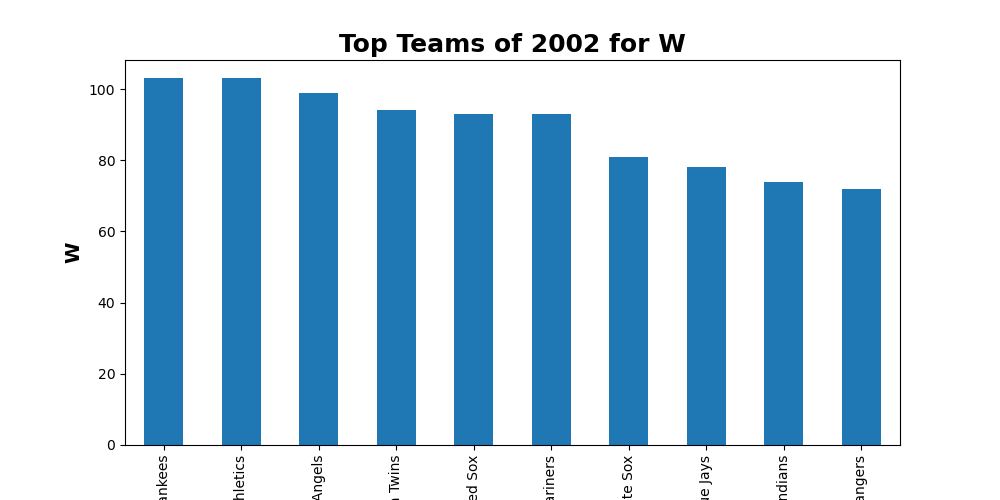 Top Teams of 2002 for W
W
100
80
60
40
20
0
ankees
hletics
Angels
Twins
ed Sox
ariners
te Sox
ue Jays
ndians
angers